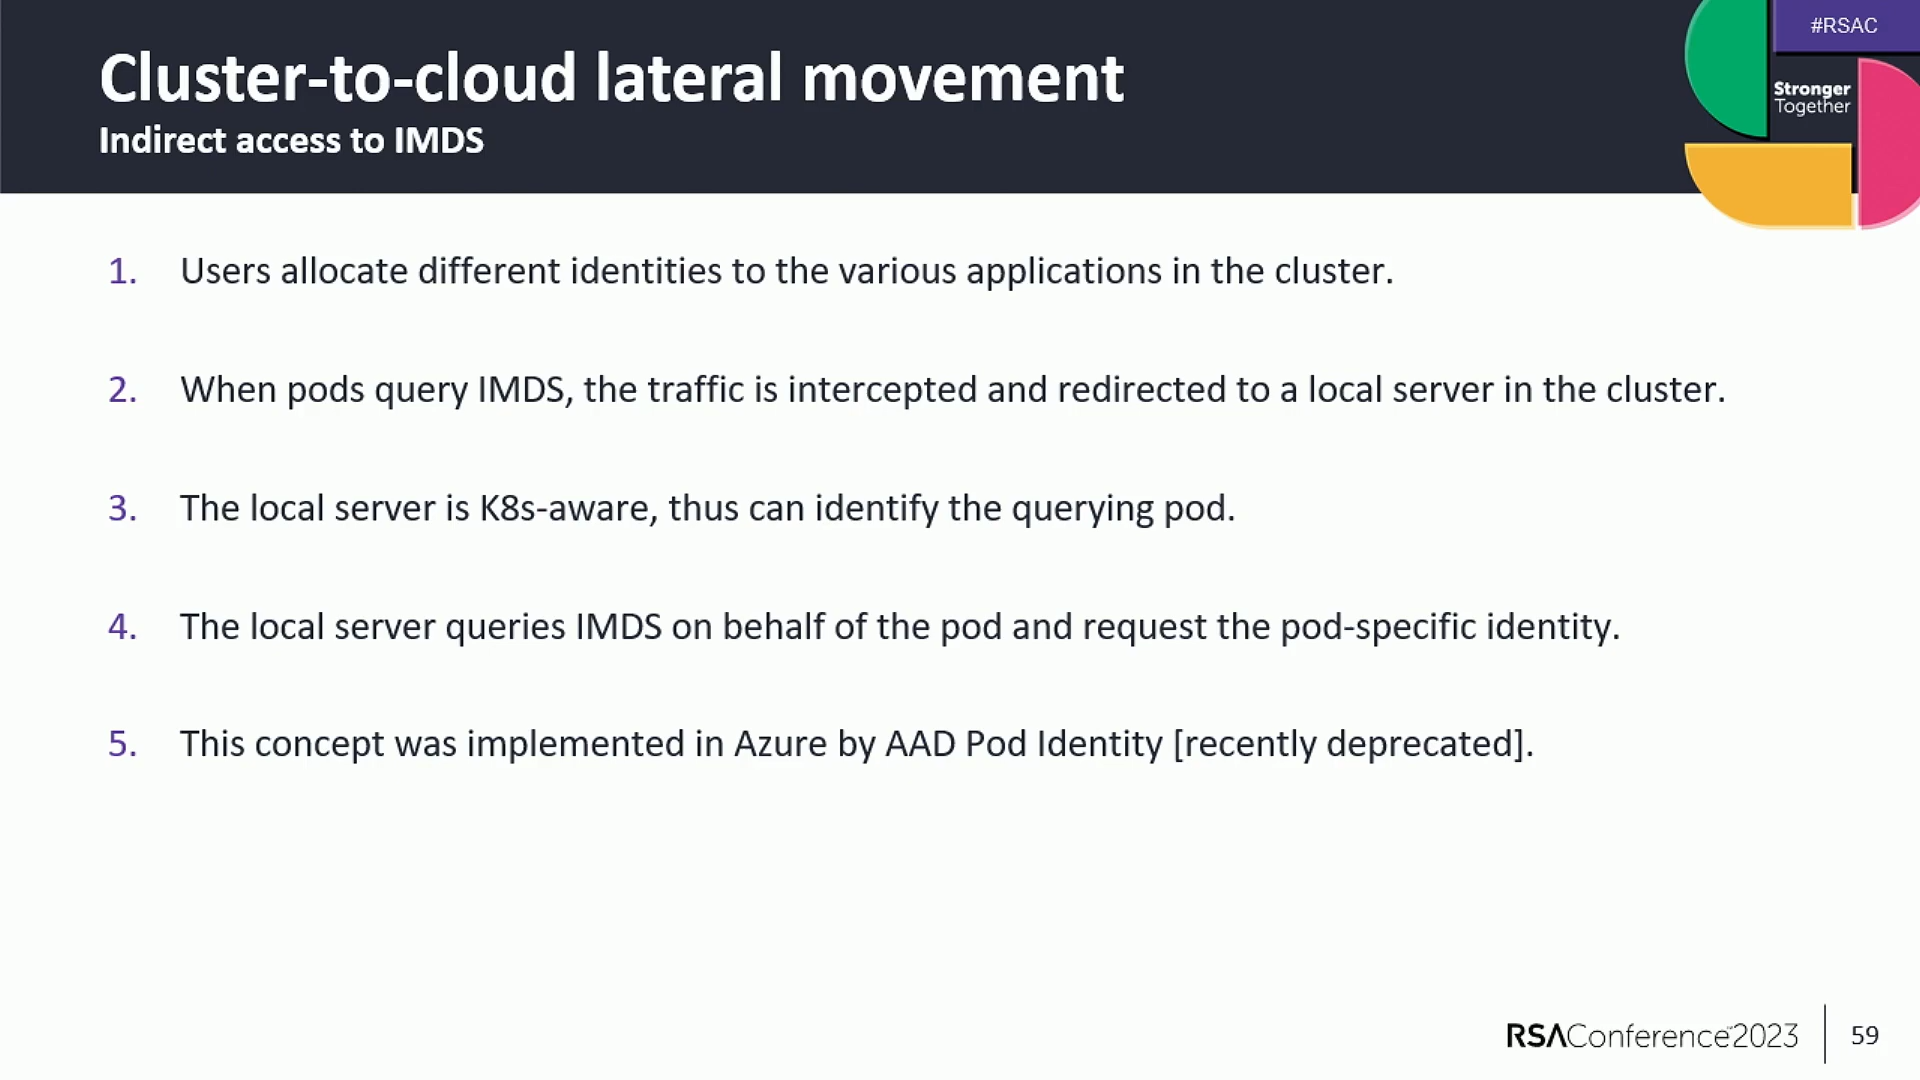 #RSAC
Cluster-to-cloud lateral movement
Indirect access to IMDS
Stronger
Together
1. Users allocate different identities to the various applications in the cluster.
2. When pods query IMDS, the traffic is intercepted and redirected to a local server in the cluster.
3. The local server is K8s-aware, thus can identify the querying pod.
4. The local server queries IMDS on behalf of the pod and request the pod-specific identity.
5. This concept was implemented in Azure by AAD Pod Identity [recently deprecated].
RSAConference™2023
59